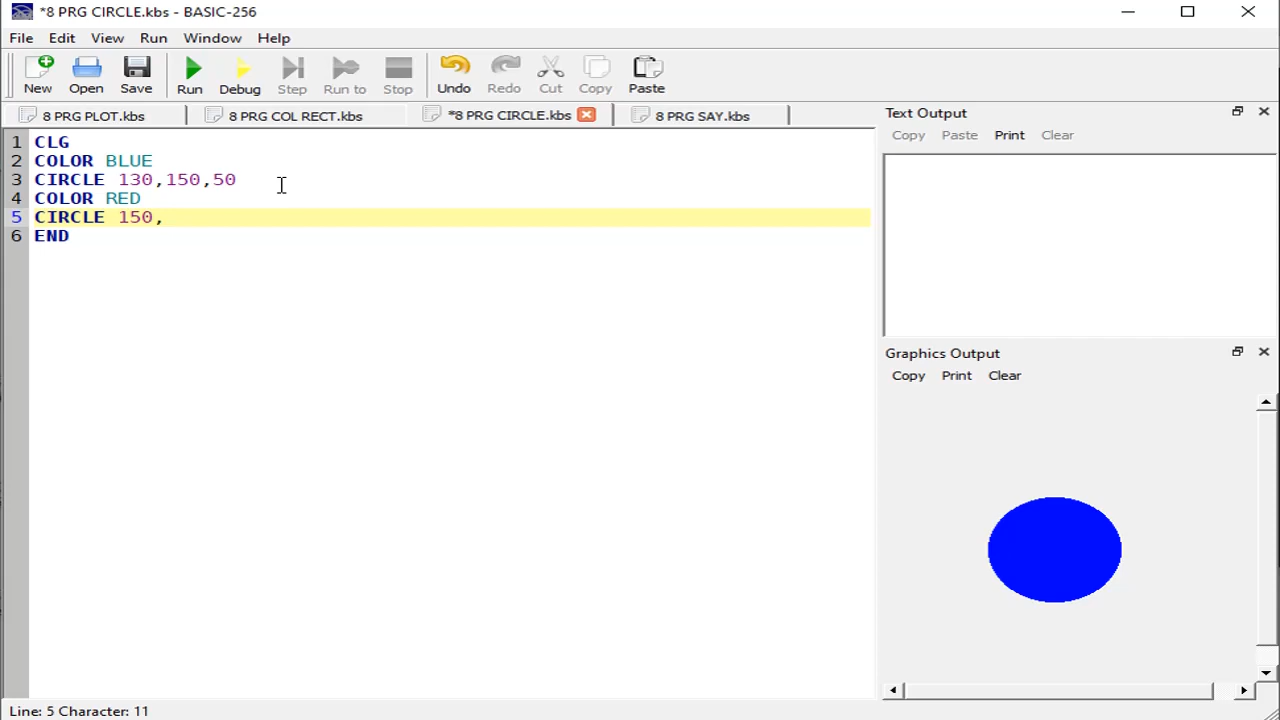 *8 PRG CIRCLE.kbs - BASIC-256
File Edit View Run Window Help
New Open Save Run Debug Step Run to Stop Undo Redo Cut Copy Paste
8 PRG PLOT.kbs 8 PRG COL RECT.kbs *8 PRG CIRCLE.kbs 8 PRG SAY.kbs
1 CLG
2 COLOR BLUE
3 CIRCLE 130,150,50
4 COLOR RED
5 CIRCLE 150,
6 END
Text Output
Copy Paste Print Clear
Graphics Output
Copy Print Clear
Line: 5 Character: 11